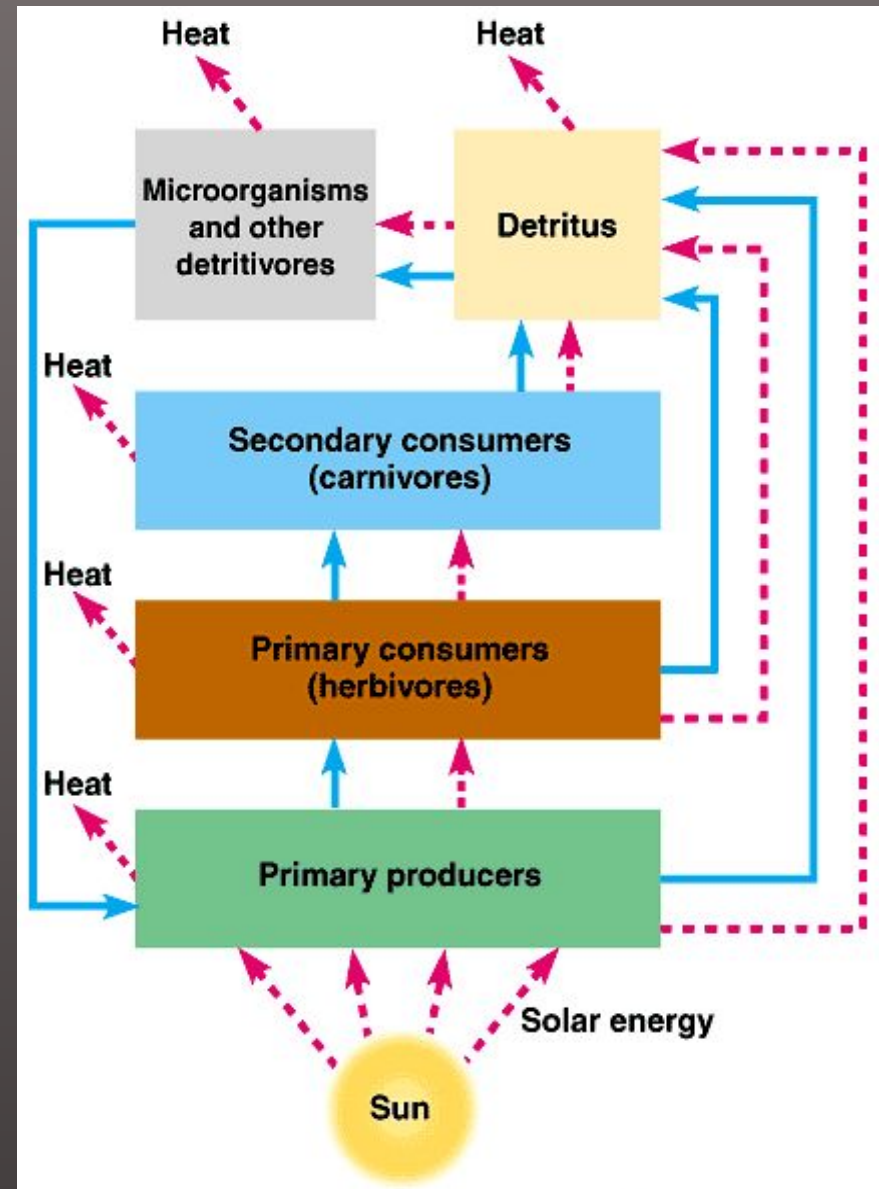 Heat
Heat
Microorganisms
and other
detritivores
Detritus
Heat
Secondary consumers
(carnivores)
Heat
Primary consumers
(herbivores)
Heat
Primary producers
Solar energy
Sun